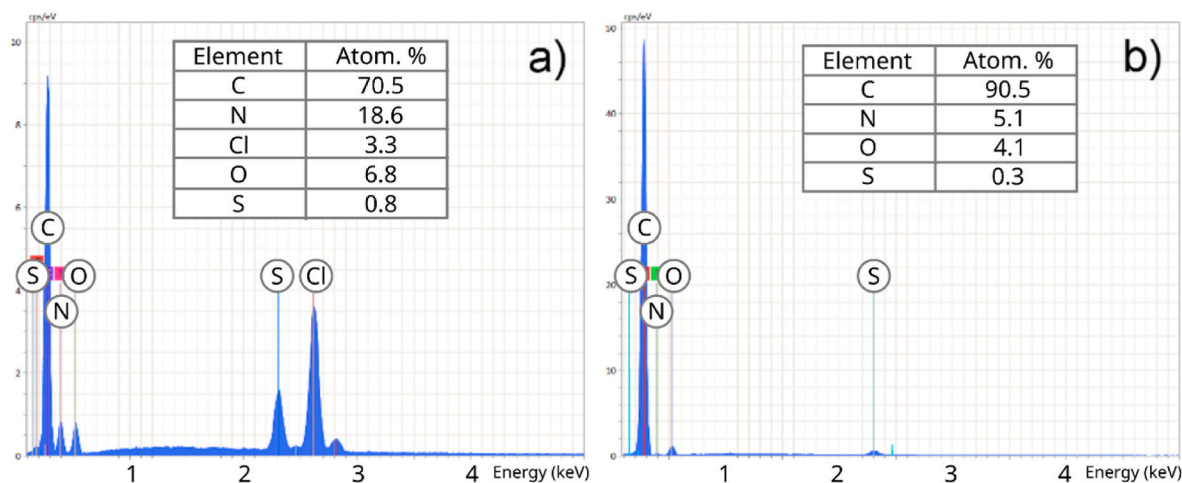 cps/eV
10
8
6
4
2
0
1
2
3
4
Energy (keV)
a)
Element Atom. %
C 70.5
N 18.6
Cl 3.3
O 6.8
S 0.8
C
S
O
N
S
Cl
cps/eV
50
40
30
20
10
0
1
2
3
4
Energy (keV)
b)
Element Atom. %
C 90.5
N 5.1
O 4.1
S 0.3
C
S
O
N
S